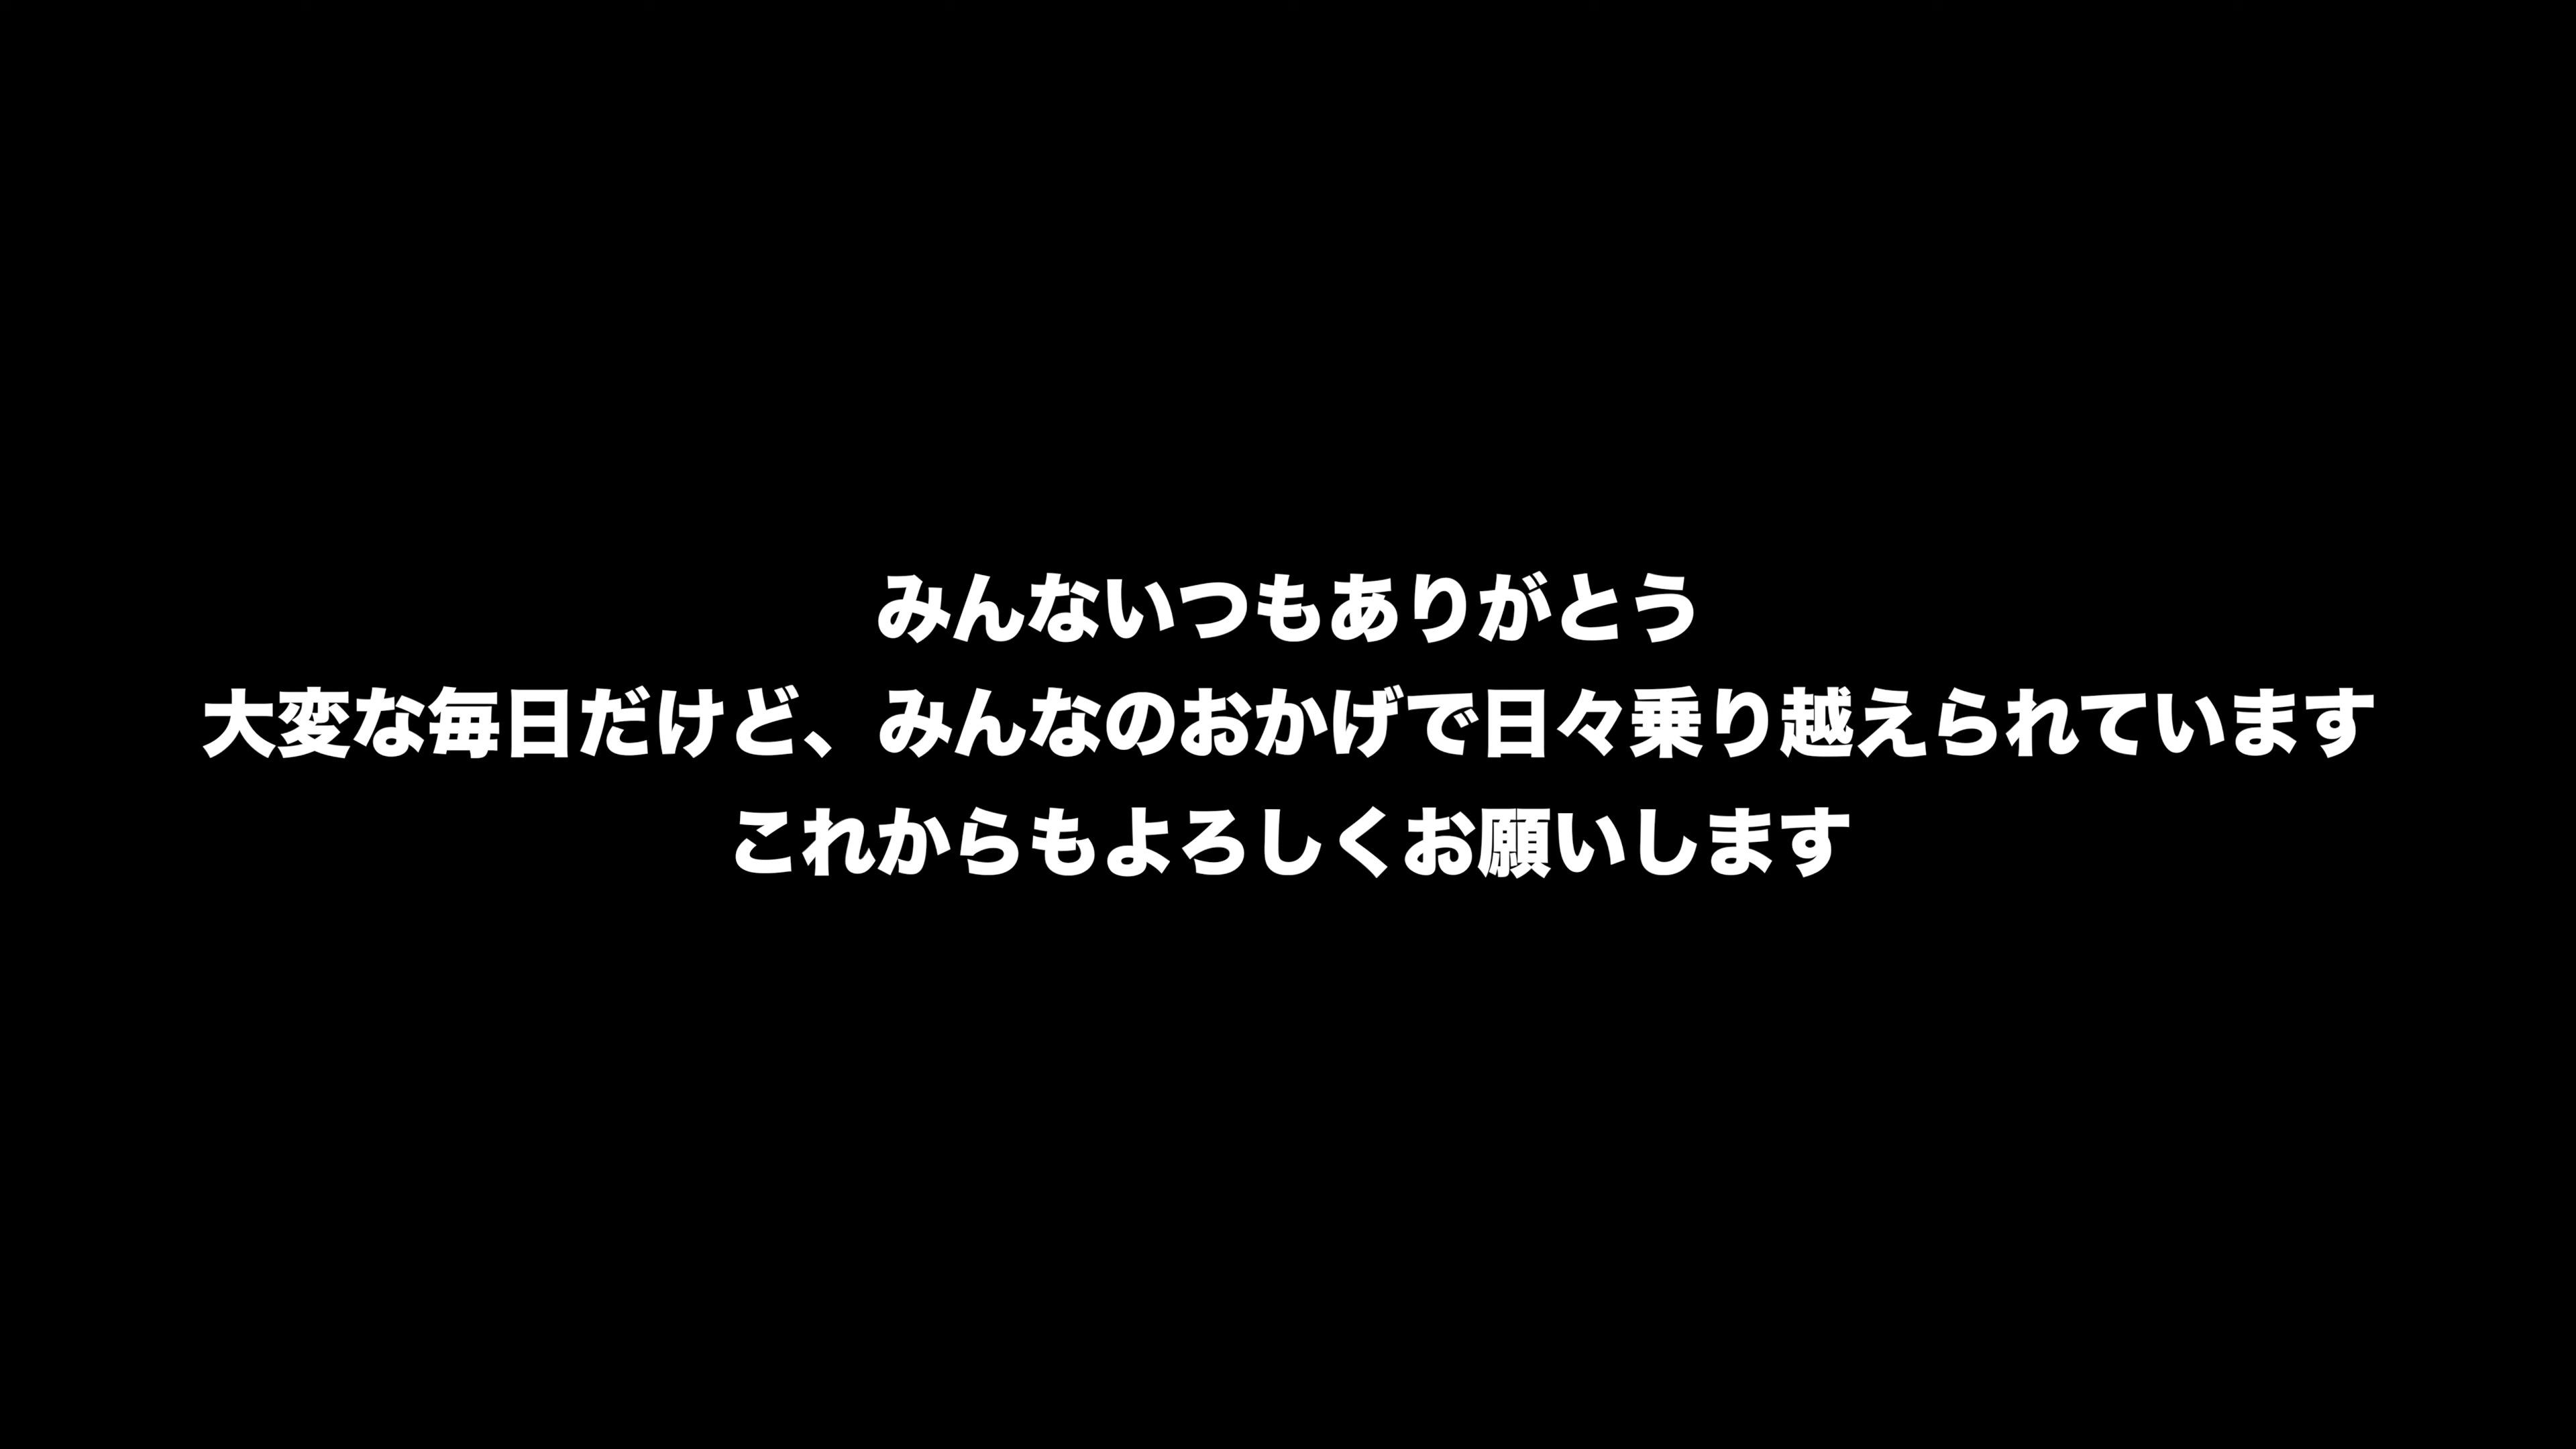 みんないつもありがとう
大変な毎日だけど、みんなのおかげで日々乗り越えられています
これからもよろしくお願いします